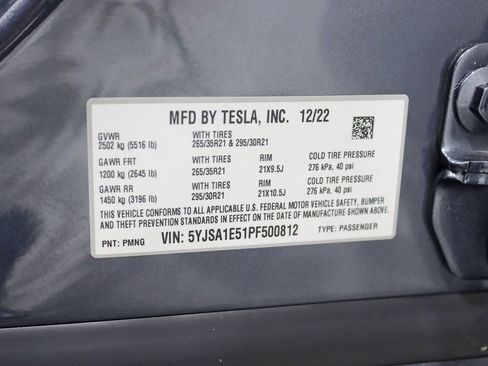 MFD BY TESLA, INC. 12/22
GVWR WITH TIRES
2502 kg (5516 lb) 265/35R21 & 295/30R21
GAWR FRT WITH TIRES RIM COLD TIRE PRESSURE
1200 kg (2645 lb) 265/35R21 21X9.5J 276 kPa, 40 psi
GAWR RR WITH TIRES RIM COLD TIRE PRESSURE
1450 kg (3196 lb) 295/30R21 21X10.5J 276 kPa, 40 psi
THIS VEHICLE CONFORMS TO ALL APPLICABLE U.S. FEDERAL MOTOR VEHICLE SAFETY, BUMPER
AND THEFT PREVENTION STANDARDS IN EFFECT ON THE DATE OF MANUFACTURE SHOWN ABOVE.
PNT: PMNG VIN: 5YJSA1E51PF500812 TYPE: PASSENGER